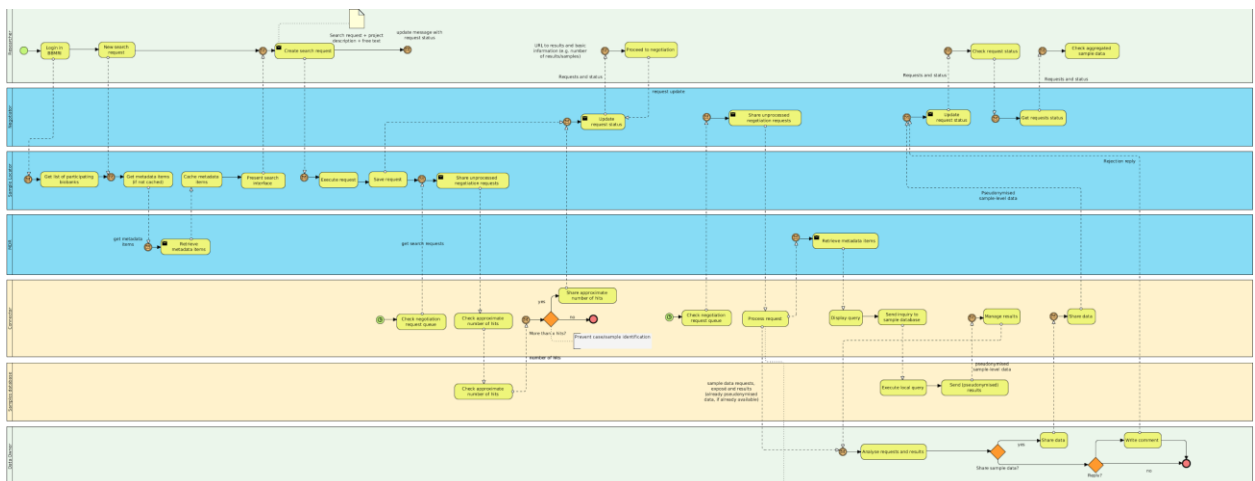 Researcher
Login in
BBMRI
New search
request
Search request + project
description + free text
Create search request
update message with
request status
URL to results and basic
information (e.g. number
of results/samples)
Proceed to negotiation
Requests and status
Check request status
Requests and status
Check aggregated
sample data
Requests and status
Negotiator
request update
Update
request status
Share unprocessed
negotiation requests
Update
request status
Get requests status
Sample Locator
Get list of participating
biobanks
Get metadata items
(if not cached)
Cache metadata
items
Present search
interface
Execute request
Save request
Share unprocessed
negotiation requests
Rejection reply
Pseudonymised
sample-level data
MDR
get metadata
items
Retrieve
metadata items
get search requests
Retrieve metadata items
Connector
Check negotiation
request queue
Check approximate
number of hits
yes
Share approximate
number of hits
no
More than x hits?
Prevent case/sample identification
Number of hits
Check negotiation
request queue
Process request
Display query
Send inquiry to
sample database
Manage results
Share data
Samples database
Check approximate
number of hits
sample data requests,
exposé and results
(already pseudonymised
data, if already available)
Execute local query
pseudonymised
sample-level data
Send (pseudonymised)
results
Data Owner
Analyse requests and results
Share sample data?
yes
Share data
Write comment
Reply?
no